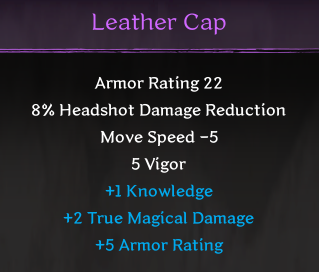 Leather Cap
Armor Rating 22
8% Headshot Damage Reduction
Move Speed -5
5 Vigor
+1 Knowledge
+2 True Magical Damage
+5 Armor Rating